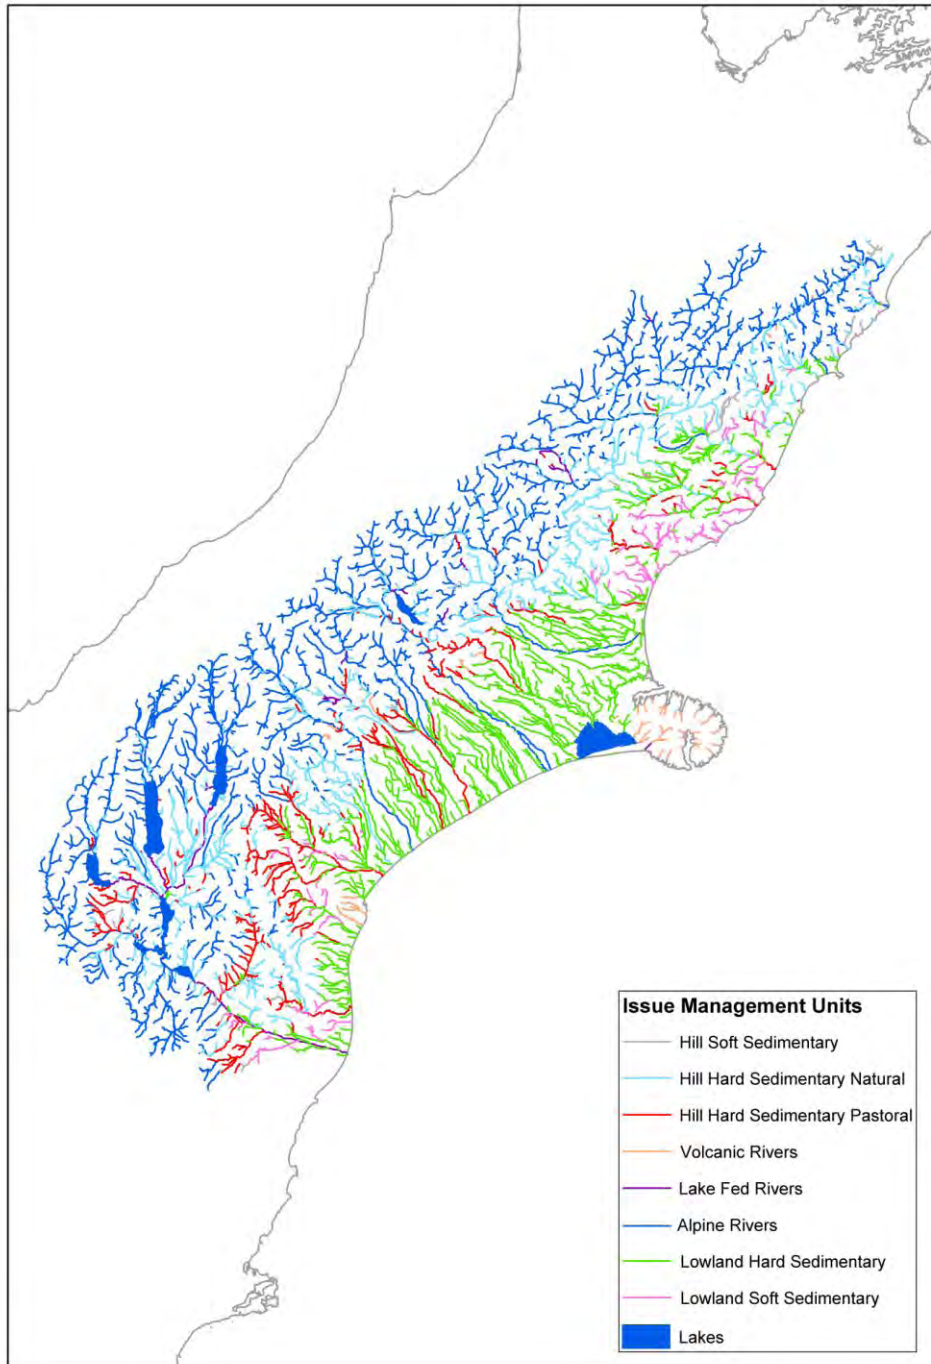 Issue Management Units
Hill Soft Sedimentary
Hill Hard Sedimentary Natural
Hill Hard Sedimentary Pastoral
Volcanic Rivers
Lake Fed Rivers
Alpine Rivers
Lowland Hard Sedimentary
Lowland Soft Sedimentary
Lakes